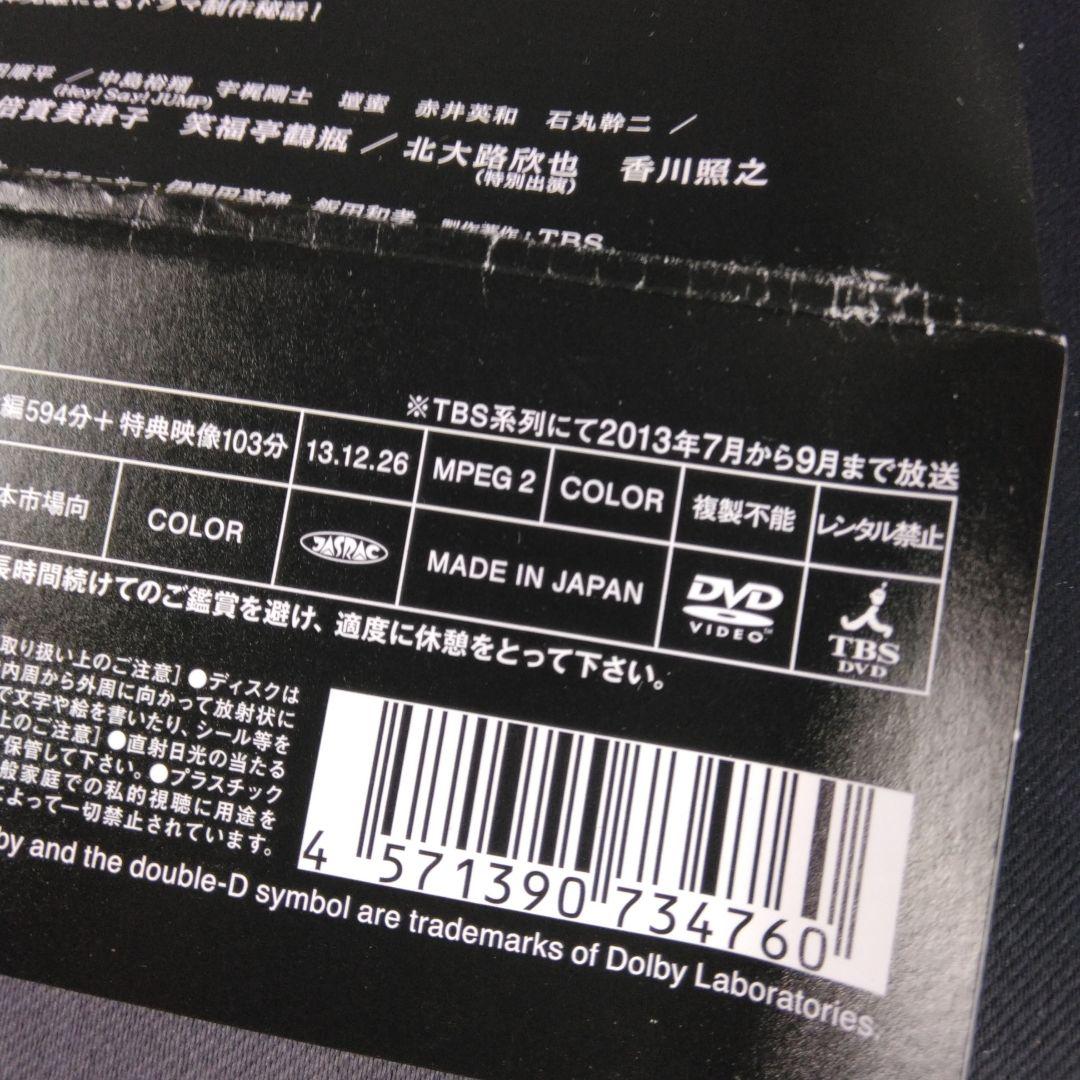 ドラマ制作秘話！
順平 ／ 中島裕翔 宇梶剛士 壇蜜 赤井英和 石丸幹二 ／
(Hey! Say! JUMP)
倍賞美津子 笑福亭鶴瓶 ／ 北大路欣也 香川照之
(特別出演)
飯田和孝 製作著作：TBS
※TBS系列にて2013年7月から9月まで放送
編594分＋特典映像103分 13.12.26 MPEG 2 COLOR 複製不能 レンタル禁止
本市場向 COLOR JASRAC MADE IN JAPAN DVD VIDEO TBS DVD
長時間続けてのご鑑賞を避け、適度に休憩をとって下さい。
取り扱い上のご注意］●ディスクは
内周から外周に向かって放射状に
で文字や絵を書いたり、シール等を
上のご注意］●直射日光の当たる
保管して下さい。●プラスチック
般家庭での私的視聴に用途を
よって一切禁止されています。
by and the double-D symbol are trademarks of Dolby Laboratories.
4 571390 734760